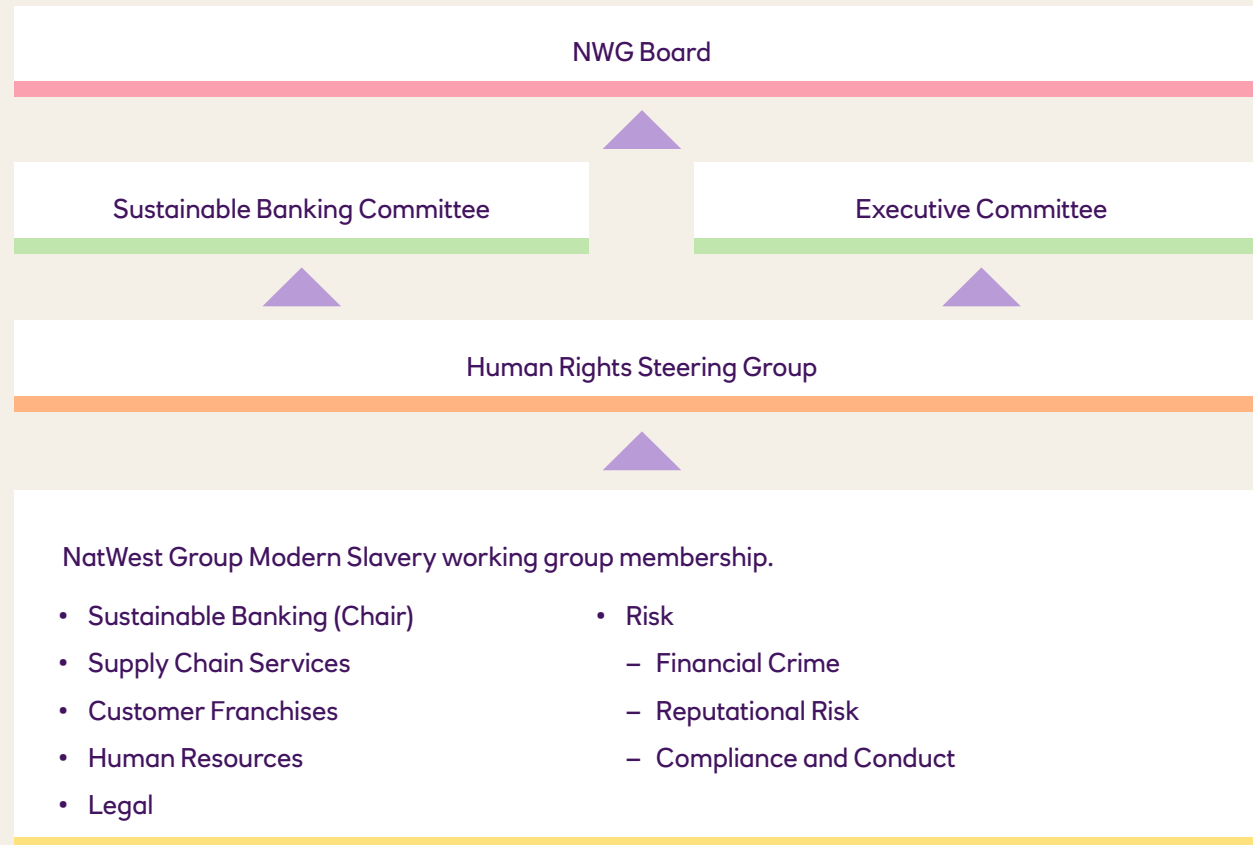 NWG Board
Sustainable Banking Committee
Executive Committee
Human Rights Steering Group
NatWest Group Modern Slavery working group membership.
• Sustainable Banking (Chair)
• Supply Chain Services
• Customer Franchises
• Human Resources
• Legal
• Risk
– Financial Crime
– Reputational Risk
– Compliance and Conduct